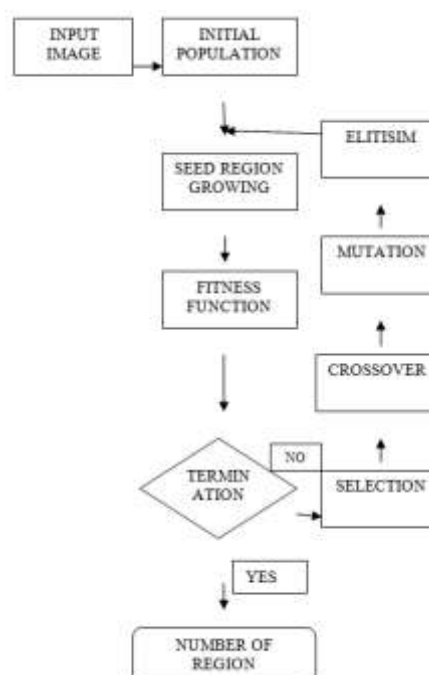 INPUT
IMAGE
INITIAL
POPULATION
ELITISIM
SEED REGION
GROWING
MUTATION
FITNESS
FUNCTION
CROSSOVER
NO
TERMIN
ATION
SELECTION
YES
NUMBER OF
REGION